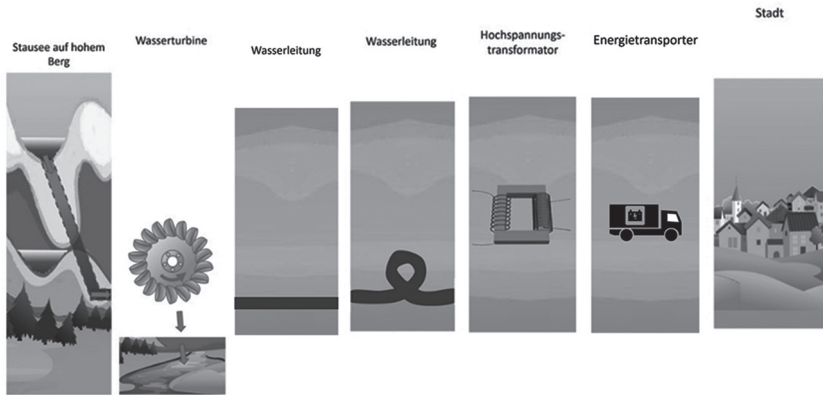 Stausee auf hohem
Berg
Wasserturbine
Wasserleitung
Wasserleitung
Hochspannungs-
transformator
Energietransporter
Stadt